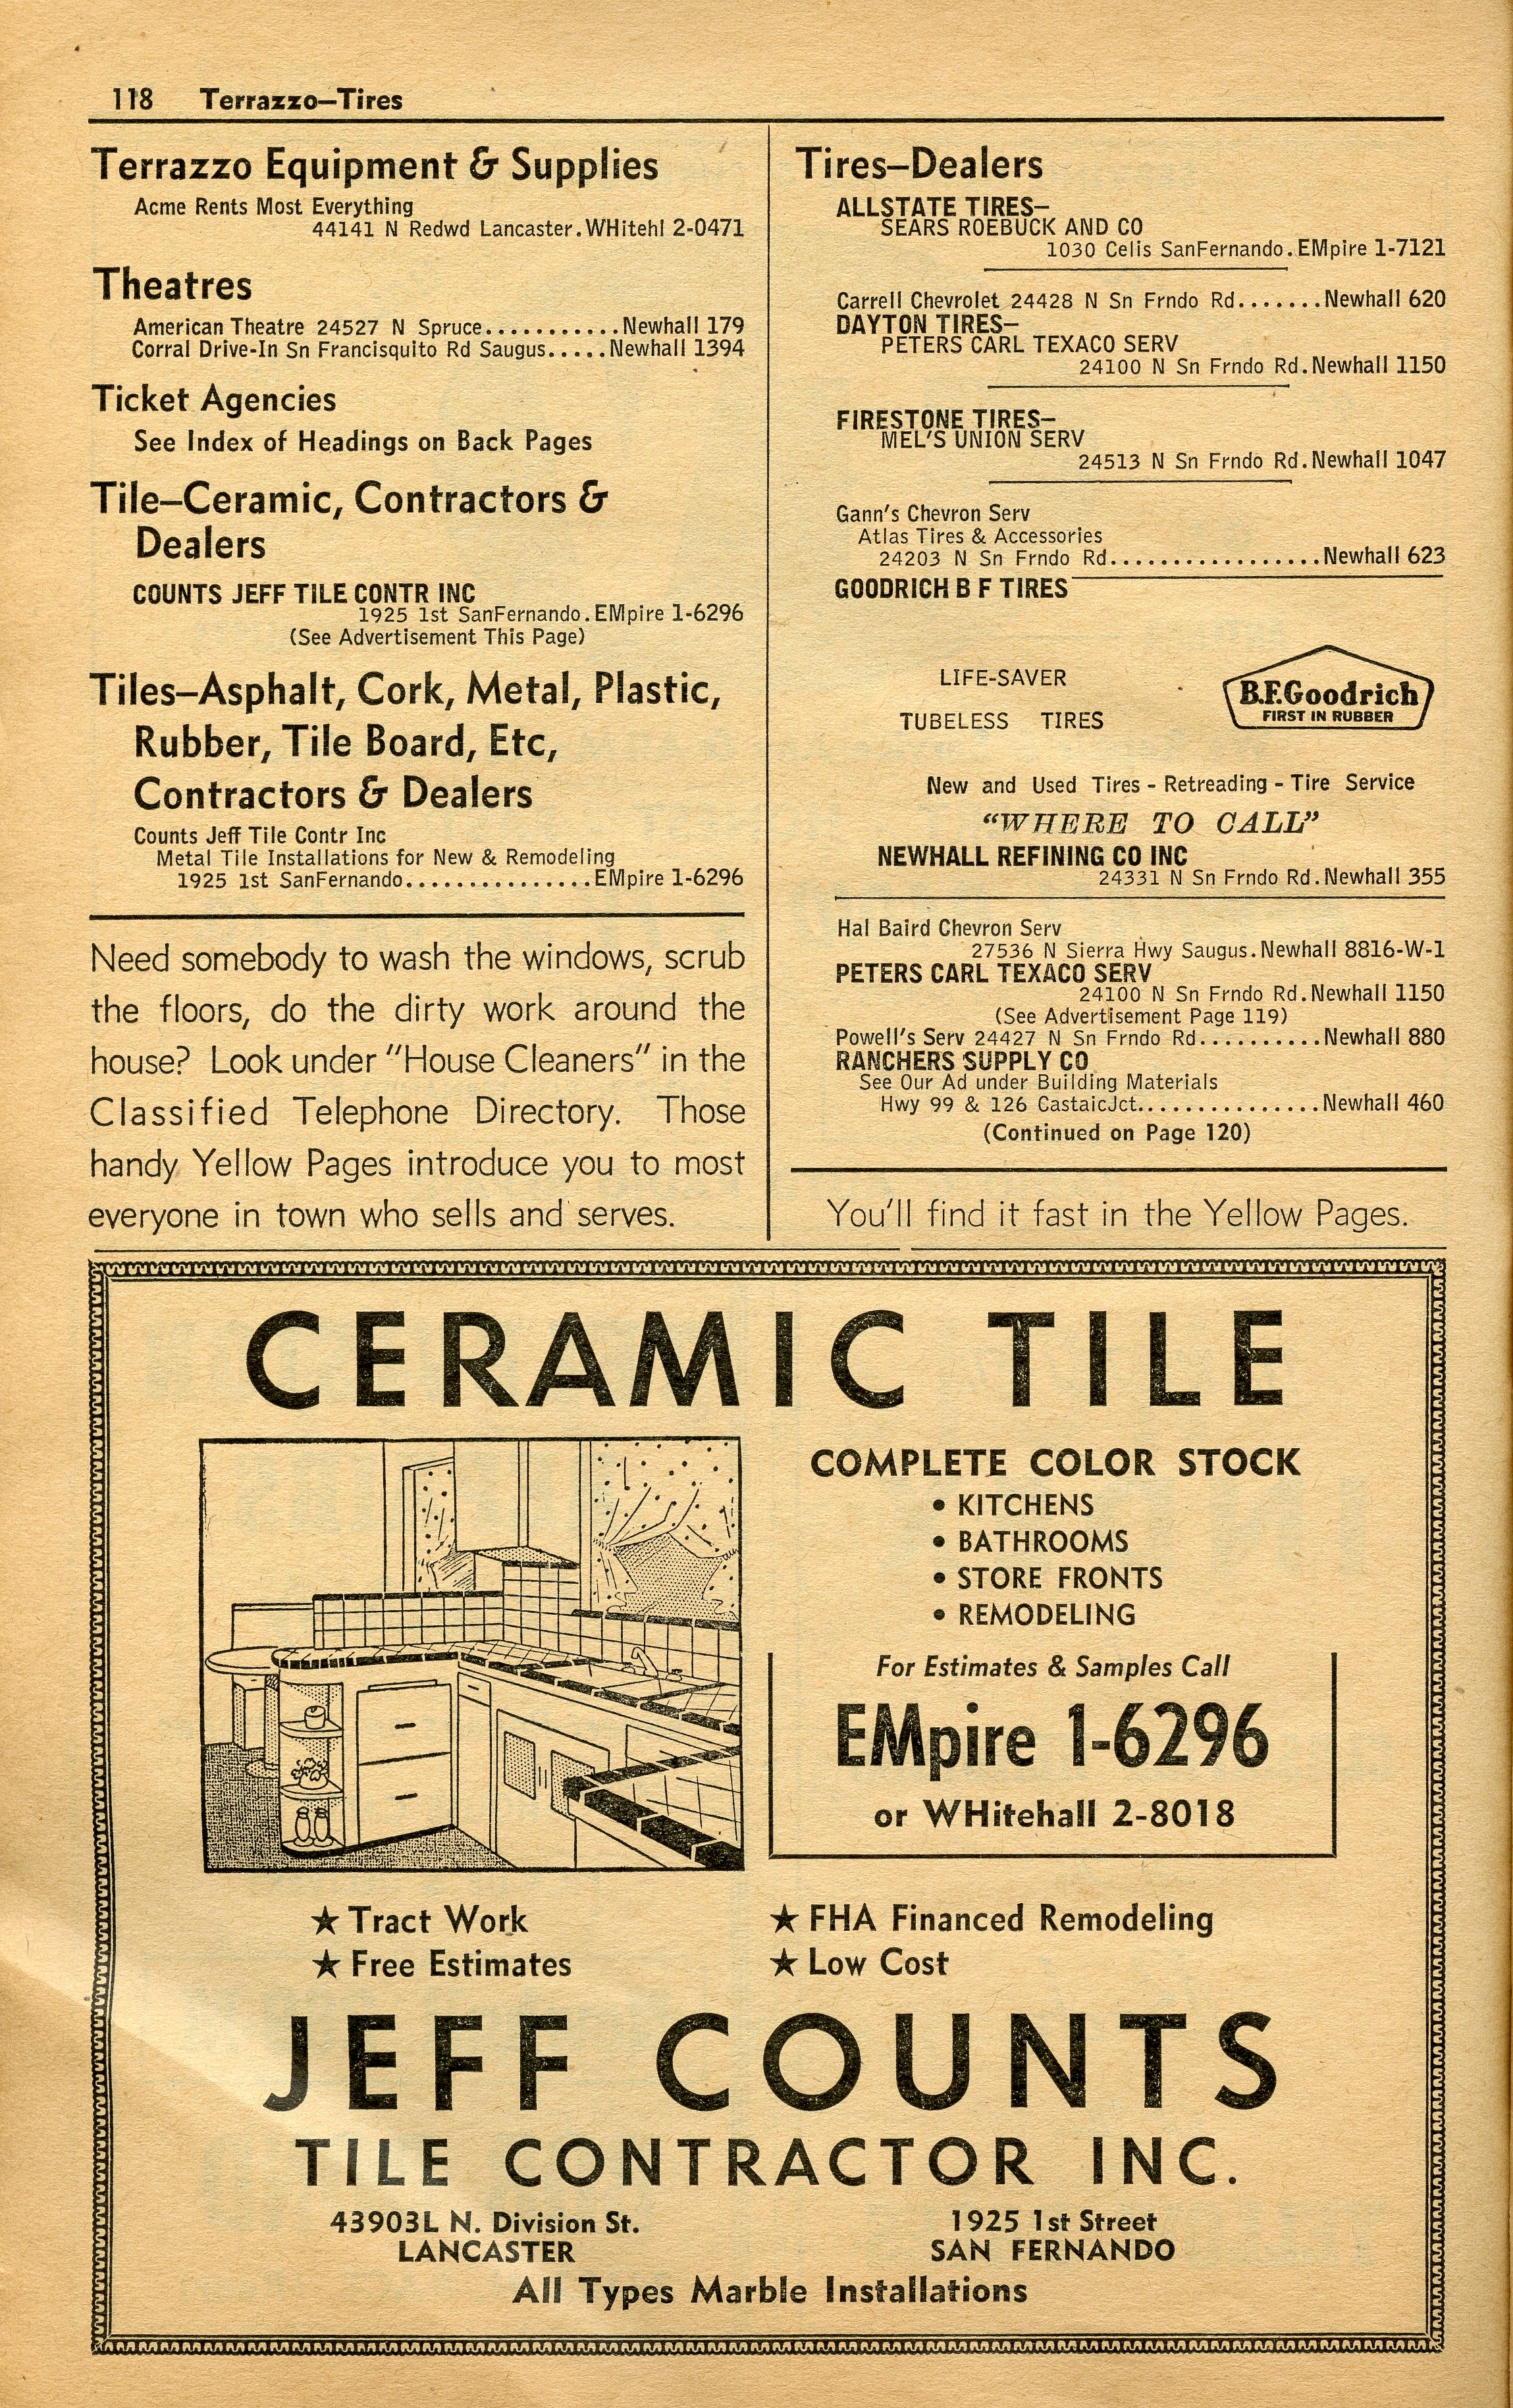 118 Terrazzo—Tires
Terrazzo Equipment & Supplies
Acme Rents Most Everything
44141 N Redwd Lancaster.WHitehl 2-0471
Theatres
American Theatre 24527 N Spruce...........Newhall 179
Corral Drive-In Sn Francisquito Rd Saugus.....Newhall 1394
Ticket Agencies
See Index of Headings on Back Pages
Tile—Ceramic, Contractors &
Dealers
COUNTS JEFF TILE CONTR INC
1925 1st SanFernando.EMpire 1-6296
(See Advertisement This Page)
Tiles—Asphalt, Cork, Metal, Plastic,
Rubber, Tile Board, Etc,
Contractors & Dealers
Counts Jeff Tile Contr Inc
Metal Tile Installations for New & Remodeling
1925 1st SanFernando...............EMpire 1-6296
Need somebody to wash the windows, scrub
the floors, do the dirty work around the
house? Look under "House Cleaners" in the
Classified Telephone Directory. Those
handy Yellow Pages introduce you to most
everyone in town who sells and serves.
Tires—Dealers
ALLSTATE TIRES—
SEARS ROEBUCK AND CO
1030 Celis SanFernando.EMpire 1-7121
Carrell Chevrolet 24428 N Sn Frndo Rd.......Newhall 620
DAYTON TIRES—
PETERS CARL TEXACO SERV
24100 N Sn Frndo Rd.Newhall 1150
FIRESTONE TIRES—
MEL'S UNION SERV
24513 N Sn Frndo Rd.Newhall 1047
Gann's Chevron Serv
Atlas Tires & Accessories
24203 N Sn Frndo Rd..................Newhall 623
GOODRICH B F TIRES
LIFE-SAVER
TUBELESS TIRES
B.F.Goodrich
FIRST IN RUBBER
New and Used Tires - Retreading - Tire Service
"WHERE TO CALL"
NEWHALL REFINING CO INC
24331 N Sn Frndo Rd.Newhall 355
Hal Baird Chevron Serv
27536 N Sierra Hwy Saugus.Newhall 8816-W-1
PETERS CARL TEXACO SERV
24100 N Sn Frndo Rd.Newhall 1150
(See Advertisement Page 119)
Powell's Serv 24427 N Sn Frndo Rd..........Newhall 880
RANCHERS SUPPLY CO
See Our Ad under Building Materials
Hwy 99 & 126 CastaicJct...............Newhall 460
(Continued on Page 120)
You'll find it fast in the Yellow Pages.
CERAMIC TILE
COMPLETE COLOR STOCK
• KITCHENS
• BATHROOMS
• STORE FRONTS
• REMODELING
For Estimates & Samples Call
EMpire 1-6296
or WHitehall 2-8018
★ Tract Work
★ Free Estimates
★ FHA Financed Remodeling
★ Low Cost
JEFF COUNTS
TILE CONTRACTOR INC.
43903L N. Division St.
LANCASTER
1925 1st Street
SAN FERNANDO
All Types Marble Installations